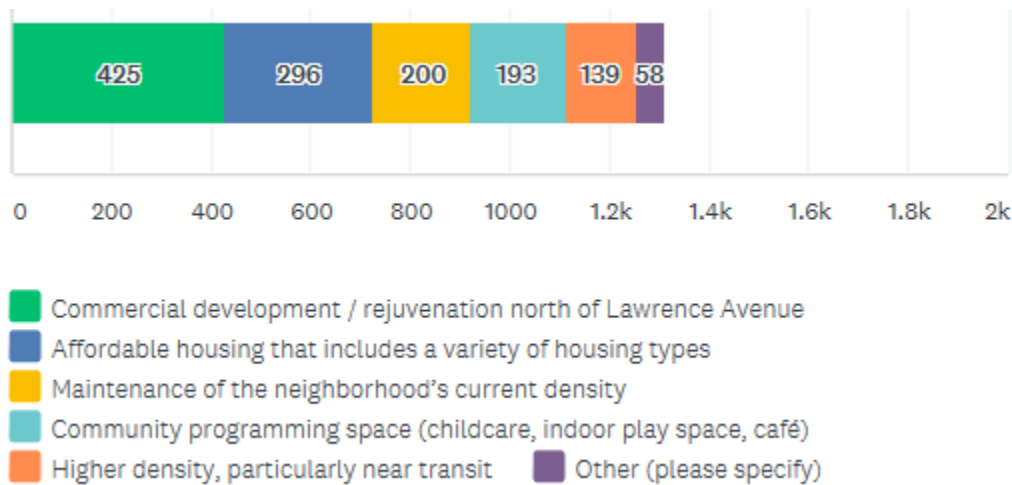 425 296 200 193 139 58
0 200 400 600 800 1000 1.2k 1.4k 1.6k 1.8k 2k
Commercial development / rejuvenation north of Lawrence Avenue
Affordable housing that includes a variety of housing types
Maintenance of the neighborhood’s current density
Community programming space (childcare, indoor play space, café)
Higher density, particularly near transit Other (please specify)